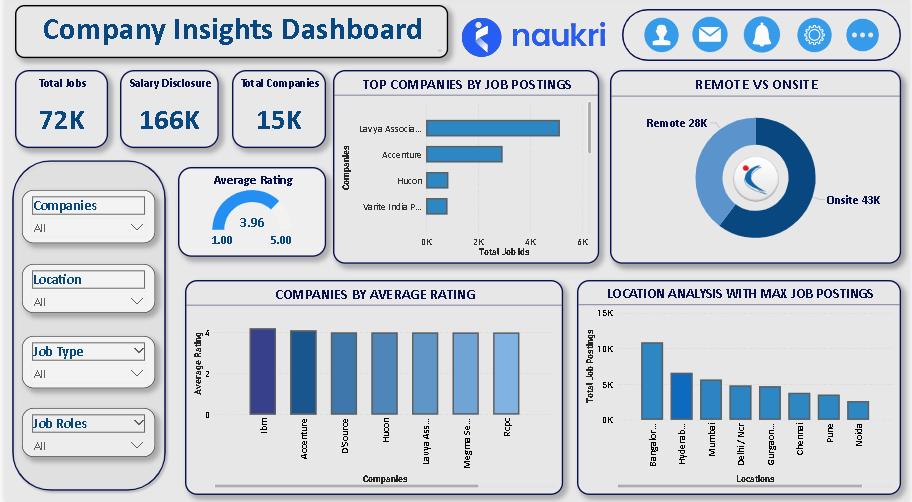 Company Insights Dashboard
naukri
Total Jobs
72K
Salary Disclosure
166K
Total Companies
15K
TOP COMPANIES BY JOB POSTINGS
Companies
Lavya Associa...
Accenture
Hucon
Varite India P...
0K 2K 4K 6K
Total Job Ids
REMOTE VS ONSITE
Remote 28K
Onsite 43K
Average Rating
3.96
1.00 5.00
Companies
All
Location
All
Job Type
All
Job Roles
All
COMPANIES BY AVERAGE RATING
Average Rating
4
2
0
Ibm
Accenture
D'Source
Hucon
Lavya Ass...
Megma Se...
Rcpc
Companies
LOCATION ANALYSIS WITH MAX JOB POSTINGS
Total Job Postings
15K
10K
5K
0K
Bangalor...
Hyderab...
Mumbai
Delhi / Ncr
Gurgaon...
Chennai
Pune
Noida
Locations